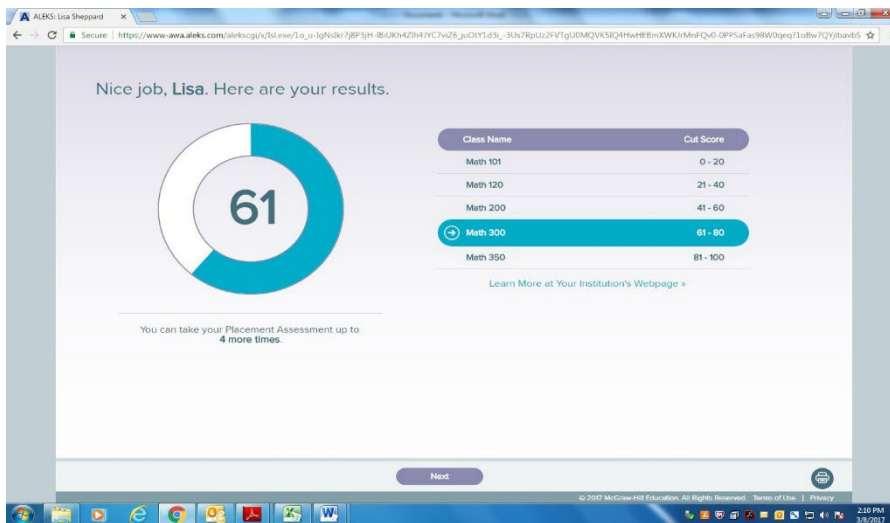 ALEKS: Lisa Sheppard
Secure
Nice job, Lisa. Here are your results.
61
You can take your Placement Assessment up to
4 more times.
Class Name Cut Score
Math 101 0 - 20
Math 120 21 - 40
Math 200 41 - 60
Math 300 61 - 80
Math 350 81 - 100
Learn More at Your Institution's Webpage »
Next
© 2017 McGraw-Hill Education. All Rights Reserved. Terms of Use | Privacy
2:10 PM
3/8/2017